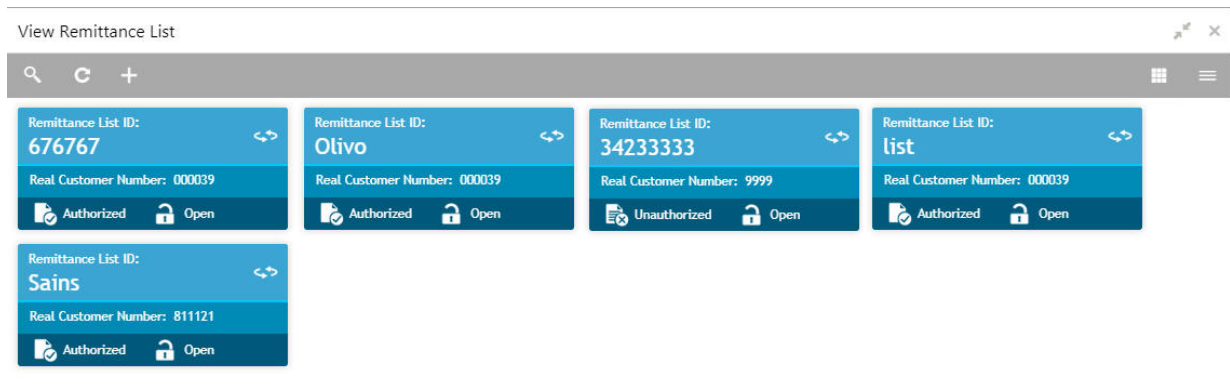 View Remittance List
Remittance List ID:
676767
Real Customer Number: 000039
Authorized Open
Remittance List ID:
Olivo
Real Customer Number: 000039
Authorized Open
Remittance List ID:
34233333
Real Customer Number: 9999
Unauthorized Open
Remittance List ID:
list
Real Customer Number: 000039
Authorized Open
Remittance List ID:
Sains
Real Customer Number: 811121
Authorized Open